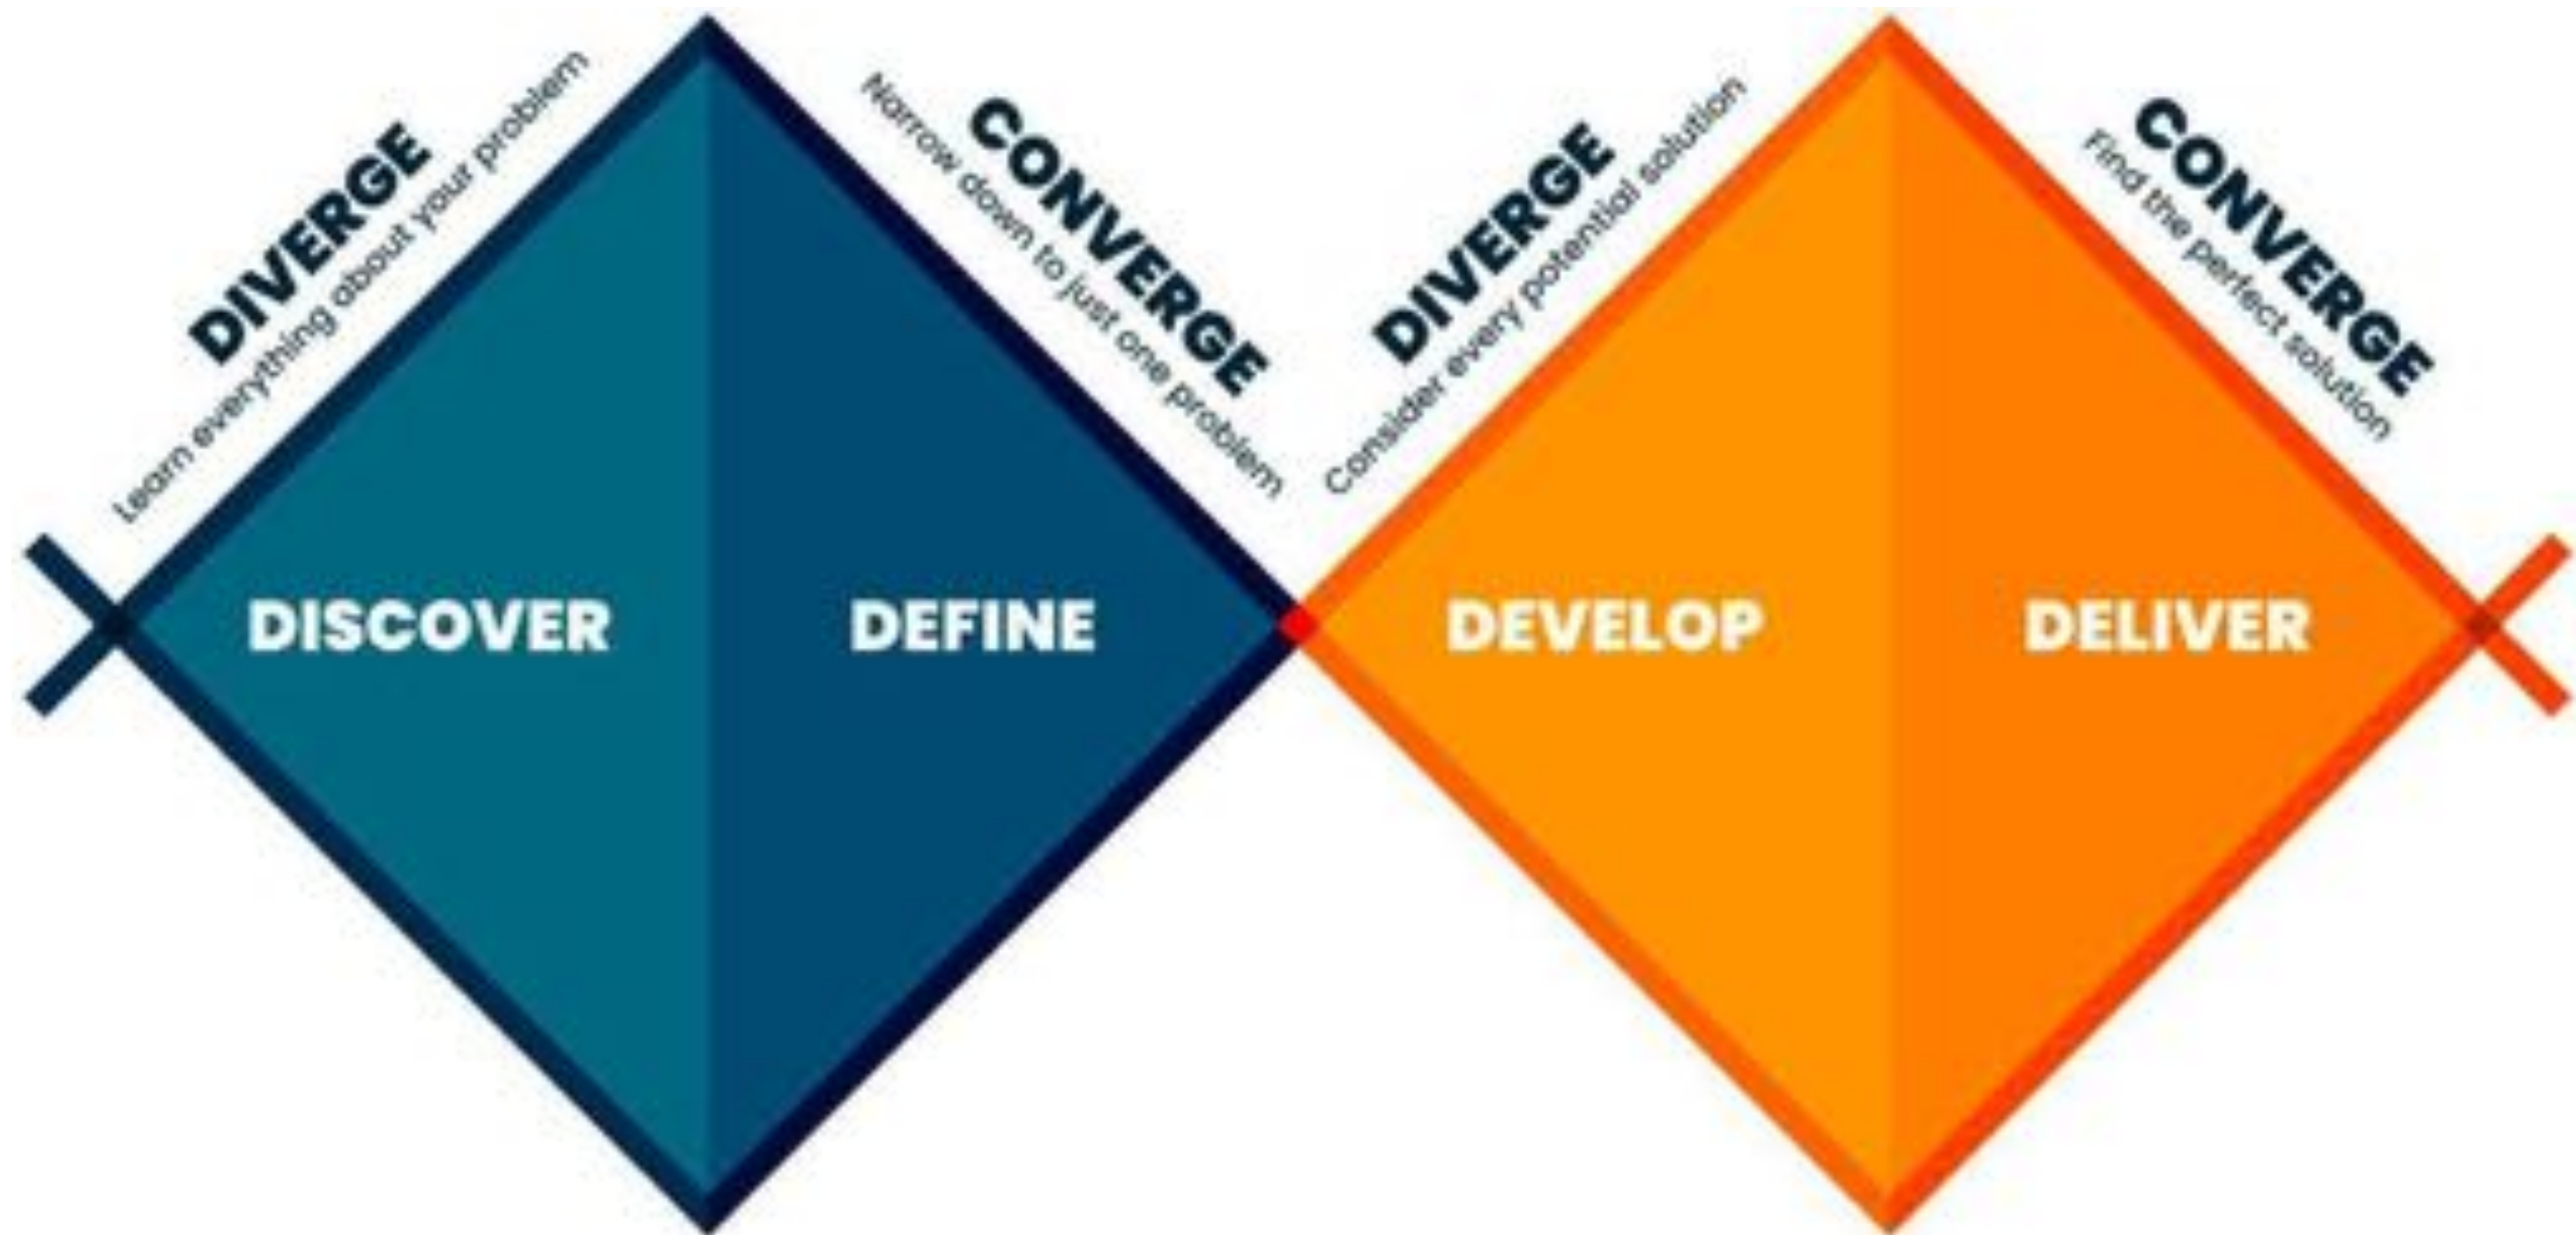 DIVERGE
Learn everything about your problem
CONVERGE
Narrow down to just one problem
DIVERGE
Consider every potential solution
CONVERGE
Find the perfect solution
DISCOVER
DEFINE
DEVELOP
DELIVER